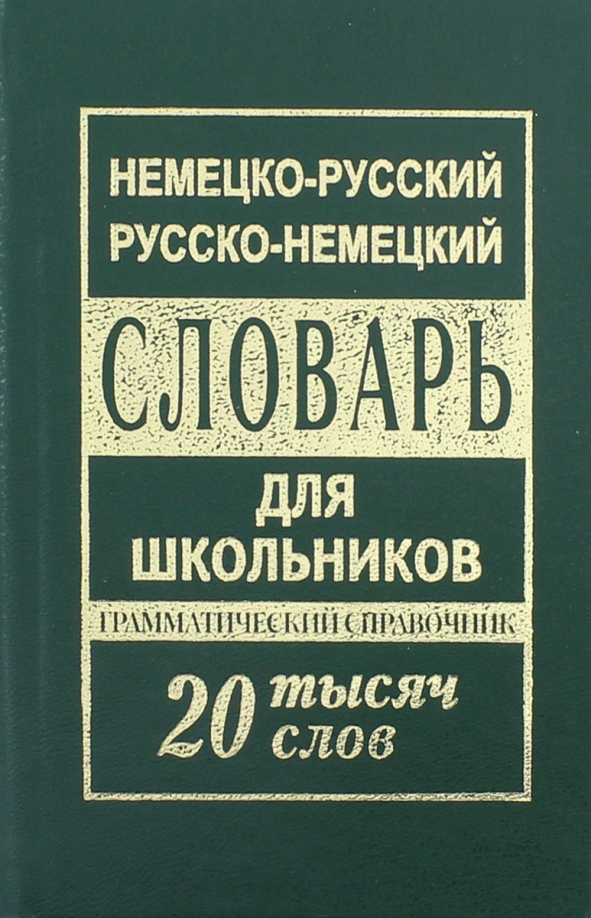 НЕМЕЦКО-РУССКИЙ
РУССКО-НЕМЕЦКИЙ
СЛОВАРЬ
ДЛЯ
ШКОЛЬНИКОВ
ГРАММАТИЧЕСКИЙ СПРАВОЧНИК
20 тысяч
слов